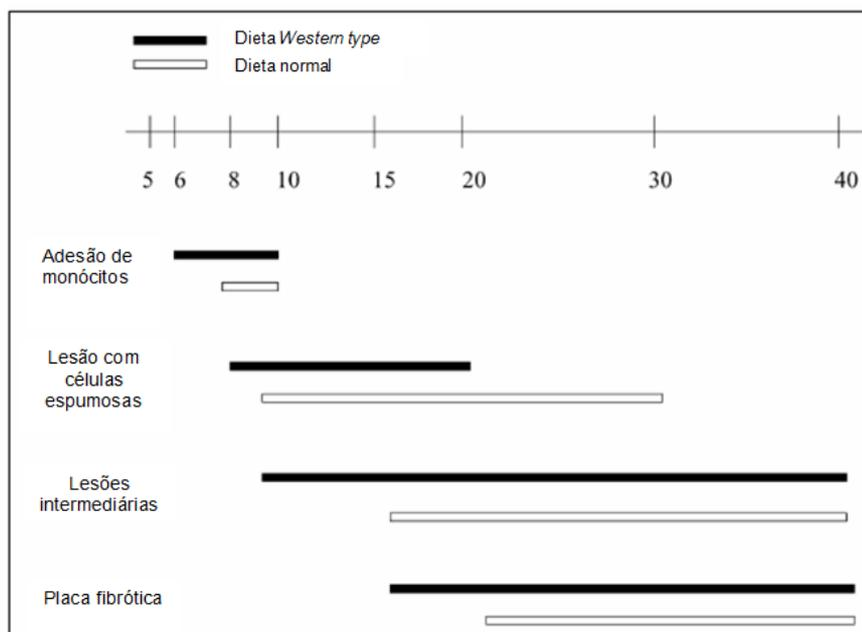 Dieta Western type
Dieta normal
5 6 8 10 15 20 30 40
Adesão de
monócitos
Lesão com
células
espumosas
Lesões
intermediárias
Placa fibrótica